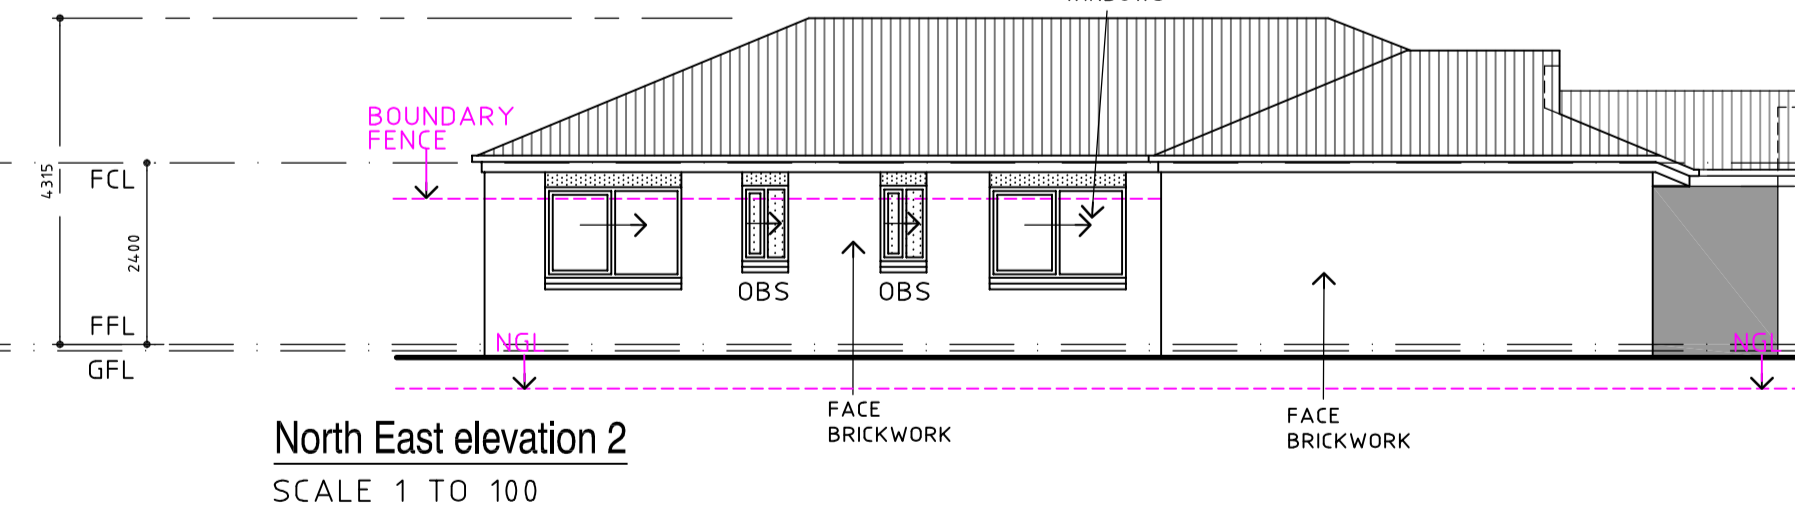 BOUNDARY
FENCE
4315
FCL
2400
FFL
GFL
NGL
OBS
OBS
NGL
FACE
BRICKWORK
FACE
BRICKWORK
North East elevation 2
SCALE 1 TO 100